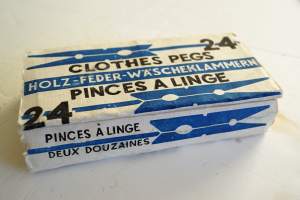 24
CLOTHES PEGS
HOLZ-FEDER-WÄSCHEKLAMMERN
PINCES A LINGE
24
PINCES À LINGE
DEUX DOUZAINES